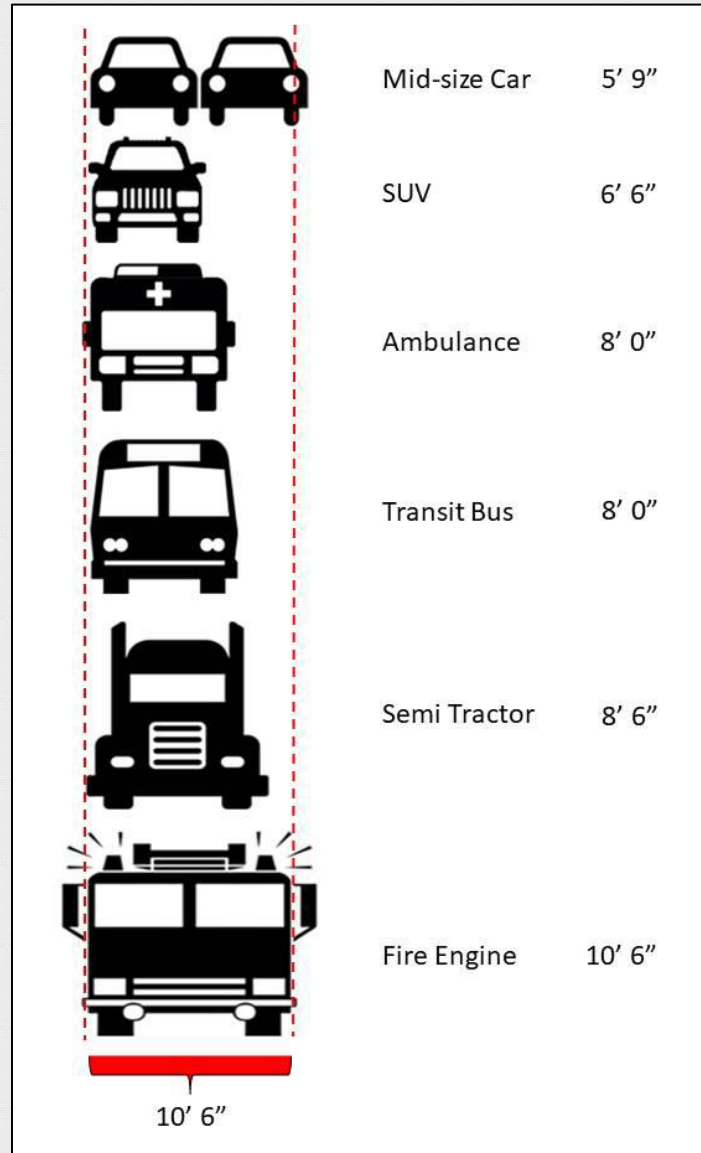 Mid-size Car 5’ 9”
SUV 6’ 6”
Ambulance 8’ 0”
Transit Bus 8’ 0”
Semi Tractor 8’ 6”
Fire Engine 10’ 6”
10’ 6”